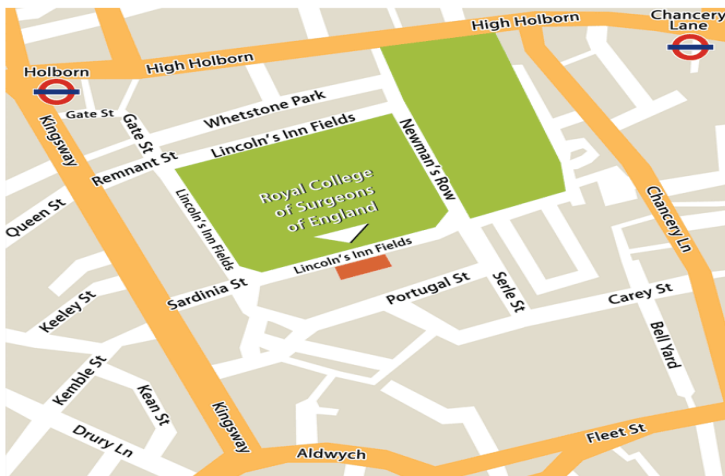 Chancery
Lane
High Holborn
High Holborn
Holborn
Gate St
Whetstone Park
Kingsway
Gate St
Lincoln's Inn Fields
Remnant St
Newman's Row
Queen St
Lincoln's Inn Fields
Royal College
of Surgeons
of England
Chancery Ln
Lincoln's Inn Fields
Sardinia St
Portugal St
Serle St
Carey St
Keeley St
Bell Yard
Kemble St
Kean St
Kingsway
Drury Ln
Aldwych
Fleet St